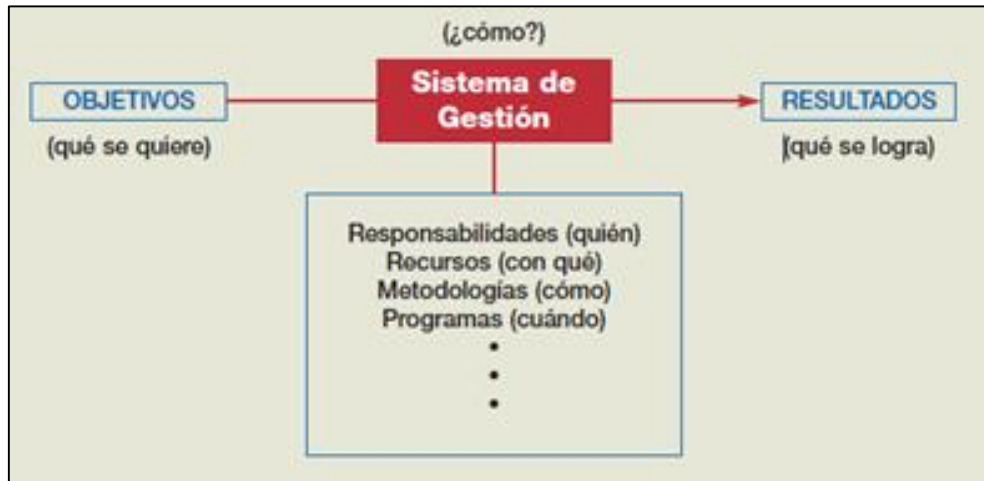 (¿cómo?)
Sistema de
Gestión
OBJETIVOS
RESULTADOS
(qué se quiere)
(qué se logra)
Responsabilidades (quién)
Recursos (con qué)
Metodologías (cómo)
Programas (cuándo)
•
•
•